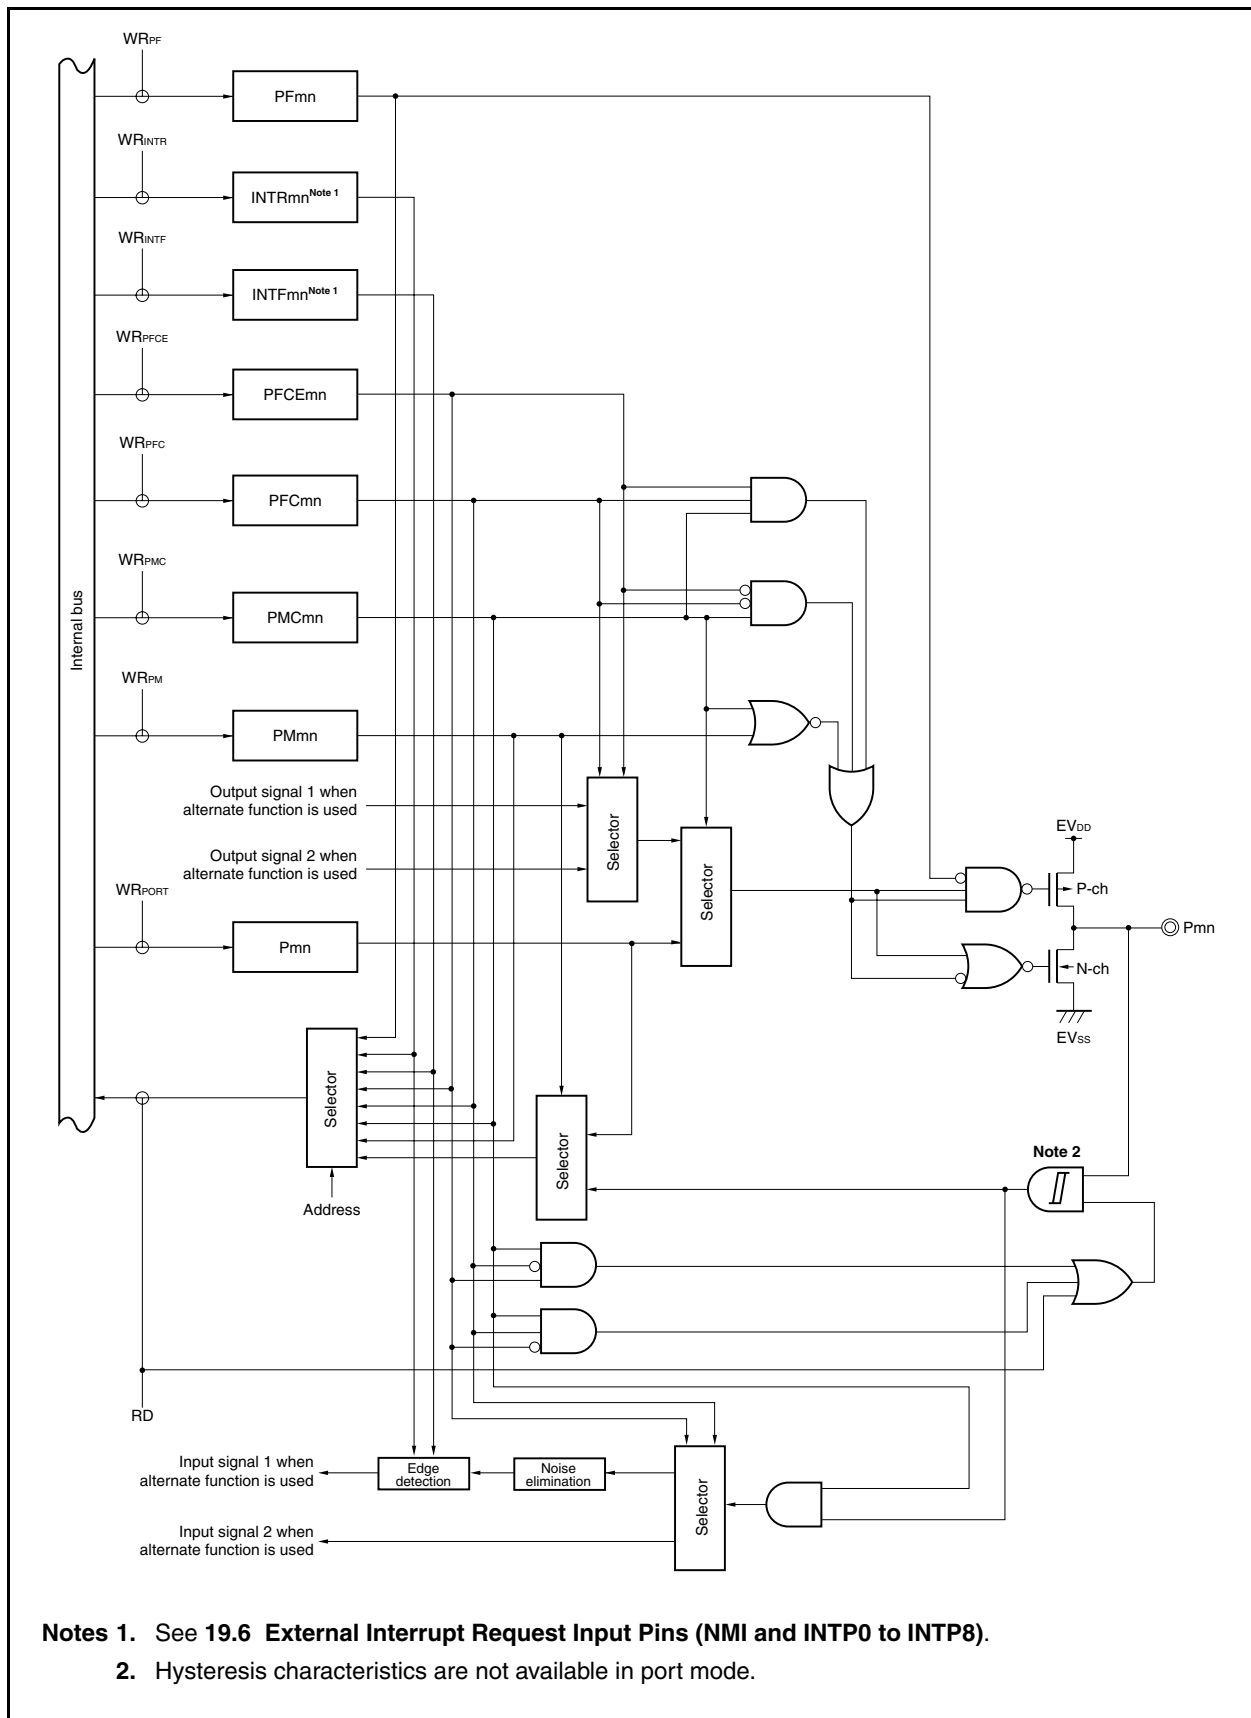 WRPF
PFmn
WRINTR
INTRmnNote 1
WRINTF
INTFmnNote 1
WRPFCE
PFCEmn
WRPFC
PFCmn
WRPMC
PMCmn
Internal bus
WRPM
PMmn
Output signal 1 when
alternate function is used
Output signal 2 when
alternate function is used
Selector
Selector
WRPORT
Pmn
EVDD
P-ch
Pmn
N-ch
EVSS
Selector
Address
Selector
Note 2
RD
Input signal 1 when
alternate function is used
Edge
detection
Noise
elimination
Selector
Input signal 2 when
alternate function is used
Notes 1. See 19.6 External Interrupt Request Input Pins (NMI and INTP0 to INTP8).
2. Hysteresis characteristics are not available in port mode.